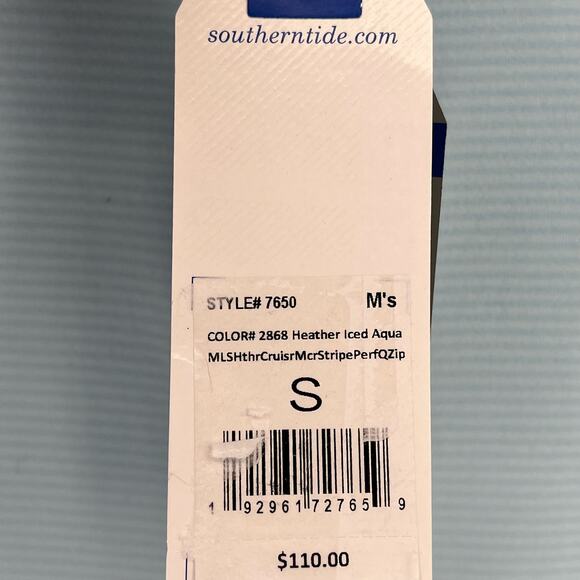 southerntide.com
STYLE# 7650 M's
COLOR# 2868 Heather Iced Aqua
MLSHthrCruisrMcrStripePerfQZip
S
1 92961 72765 9
$110.00